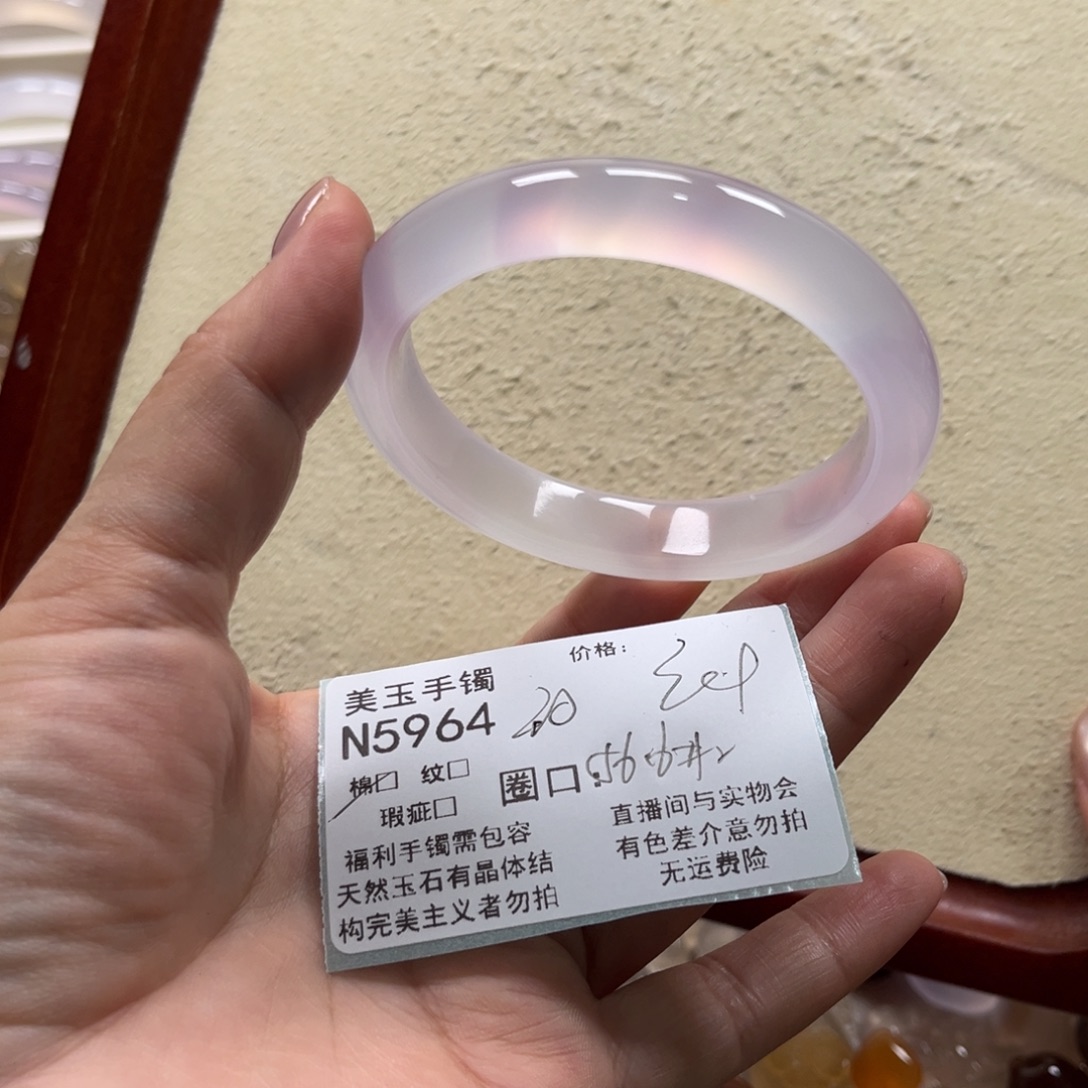 价格:
美玉手镯
N5964 20
棉☑ 纹☐
瑕疵☐
圈口:56
福利手镯需包容
天然玉石有晶体结
构完美主义者勿拍
直播间与实物会
有色差介意勿拍
无运费险